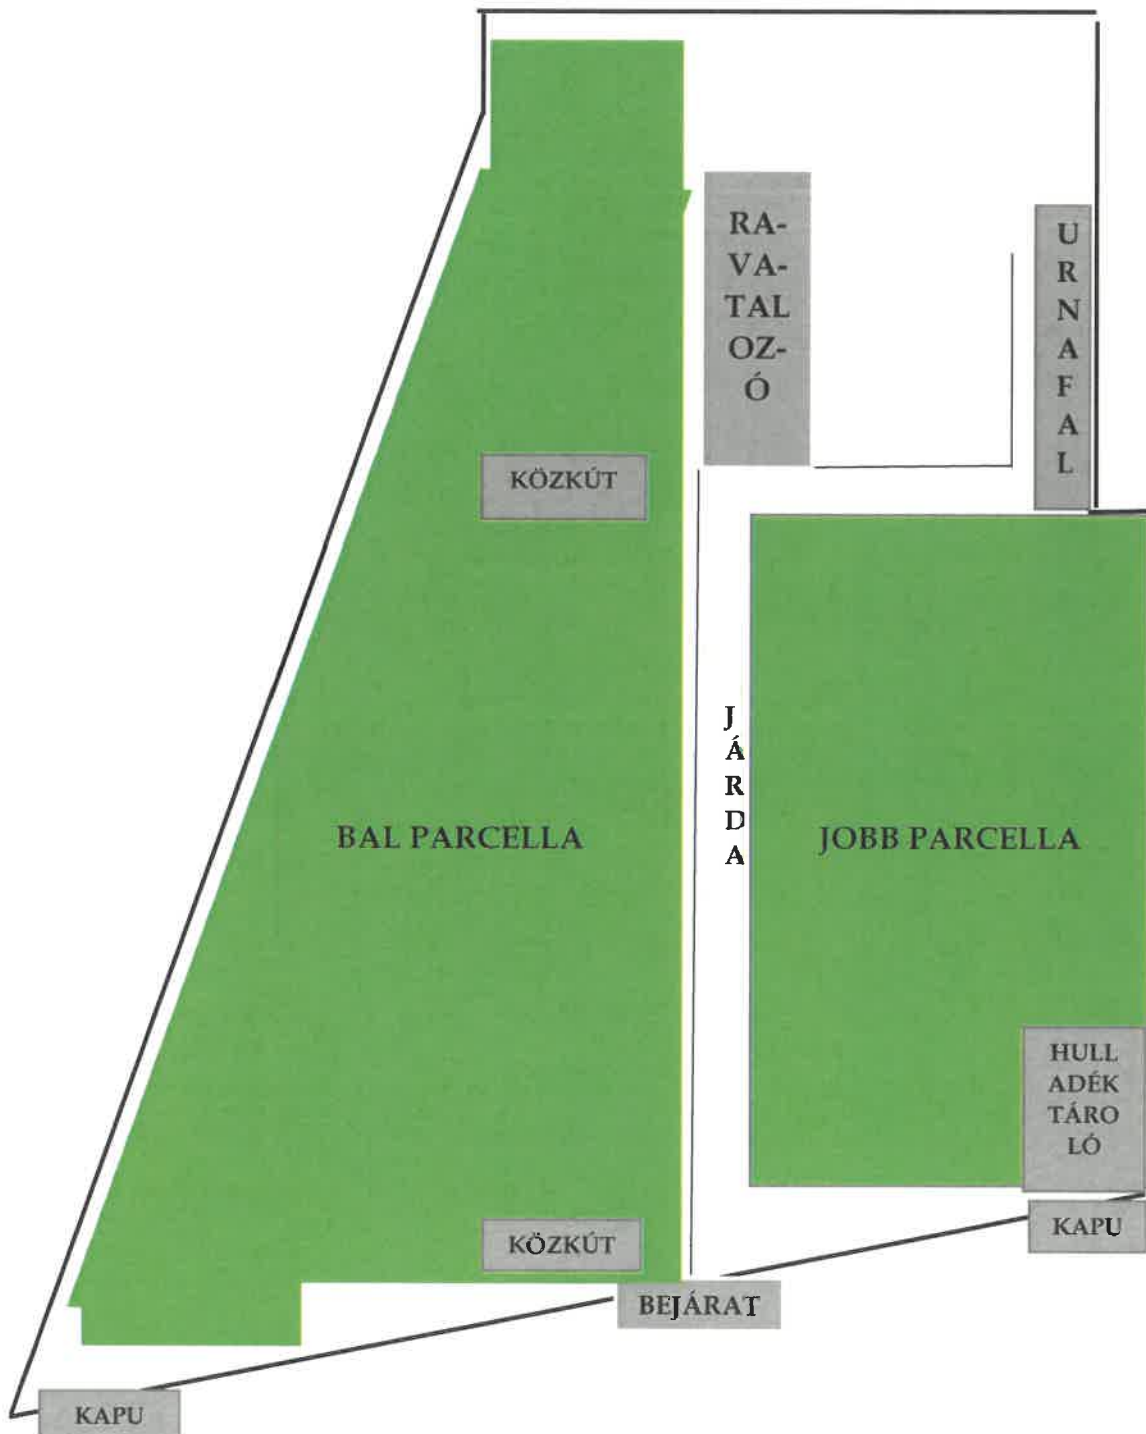 RA-
VA-
TAL
OZ-
Ó
U
R
N
A
F
A
L
KÖZKÚT
J
Á
R
D
A
BAL PARCELLA
JOBB PARCELLA
HULL
ADÉK
TÁRO
LÓ
KÖZKÚT
KAPU
BEJÁRAT
KAPU